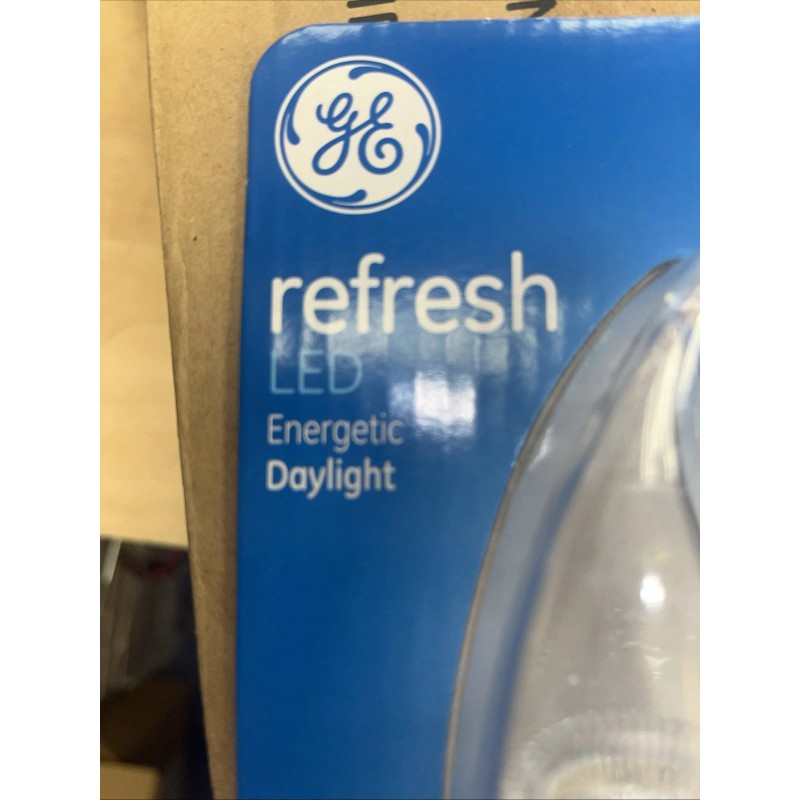 GE
refresh
LED
Energetic
Daylight